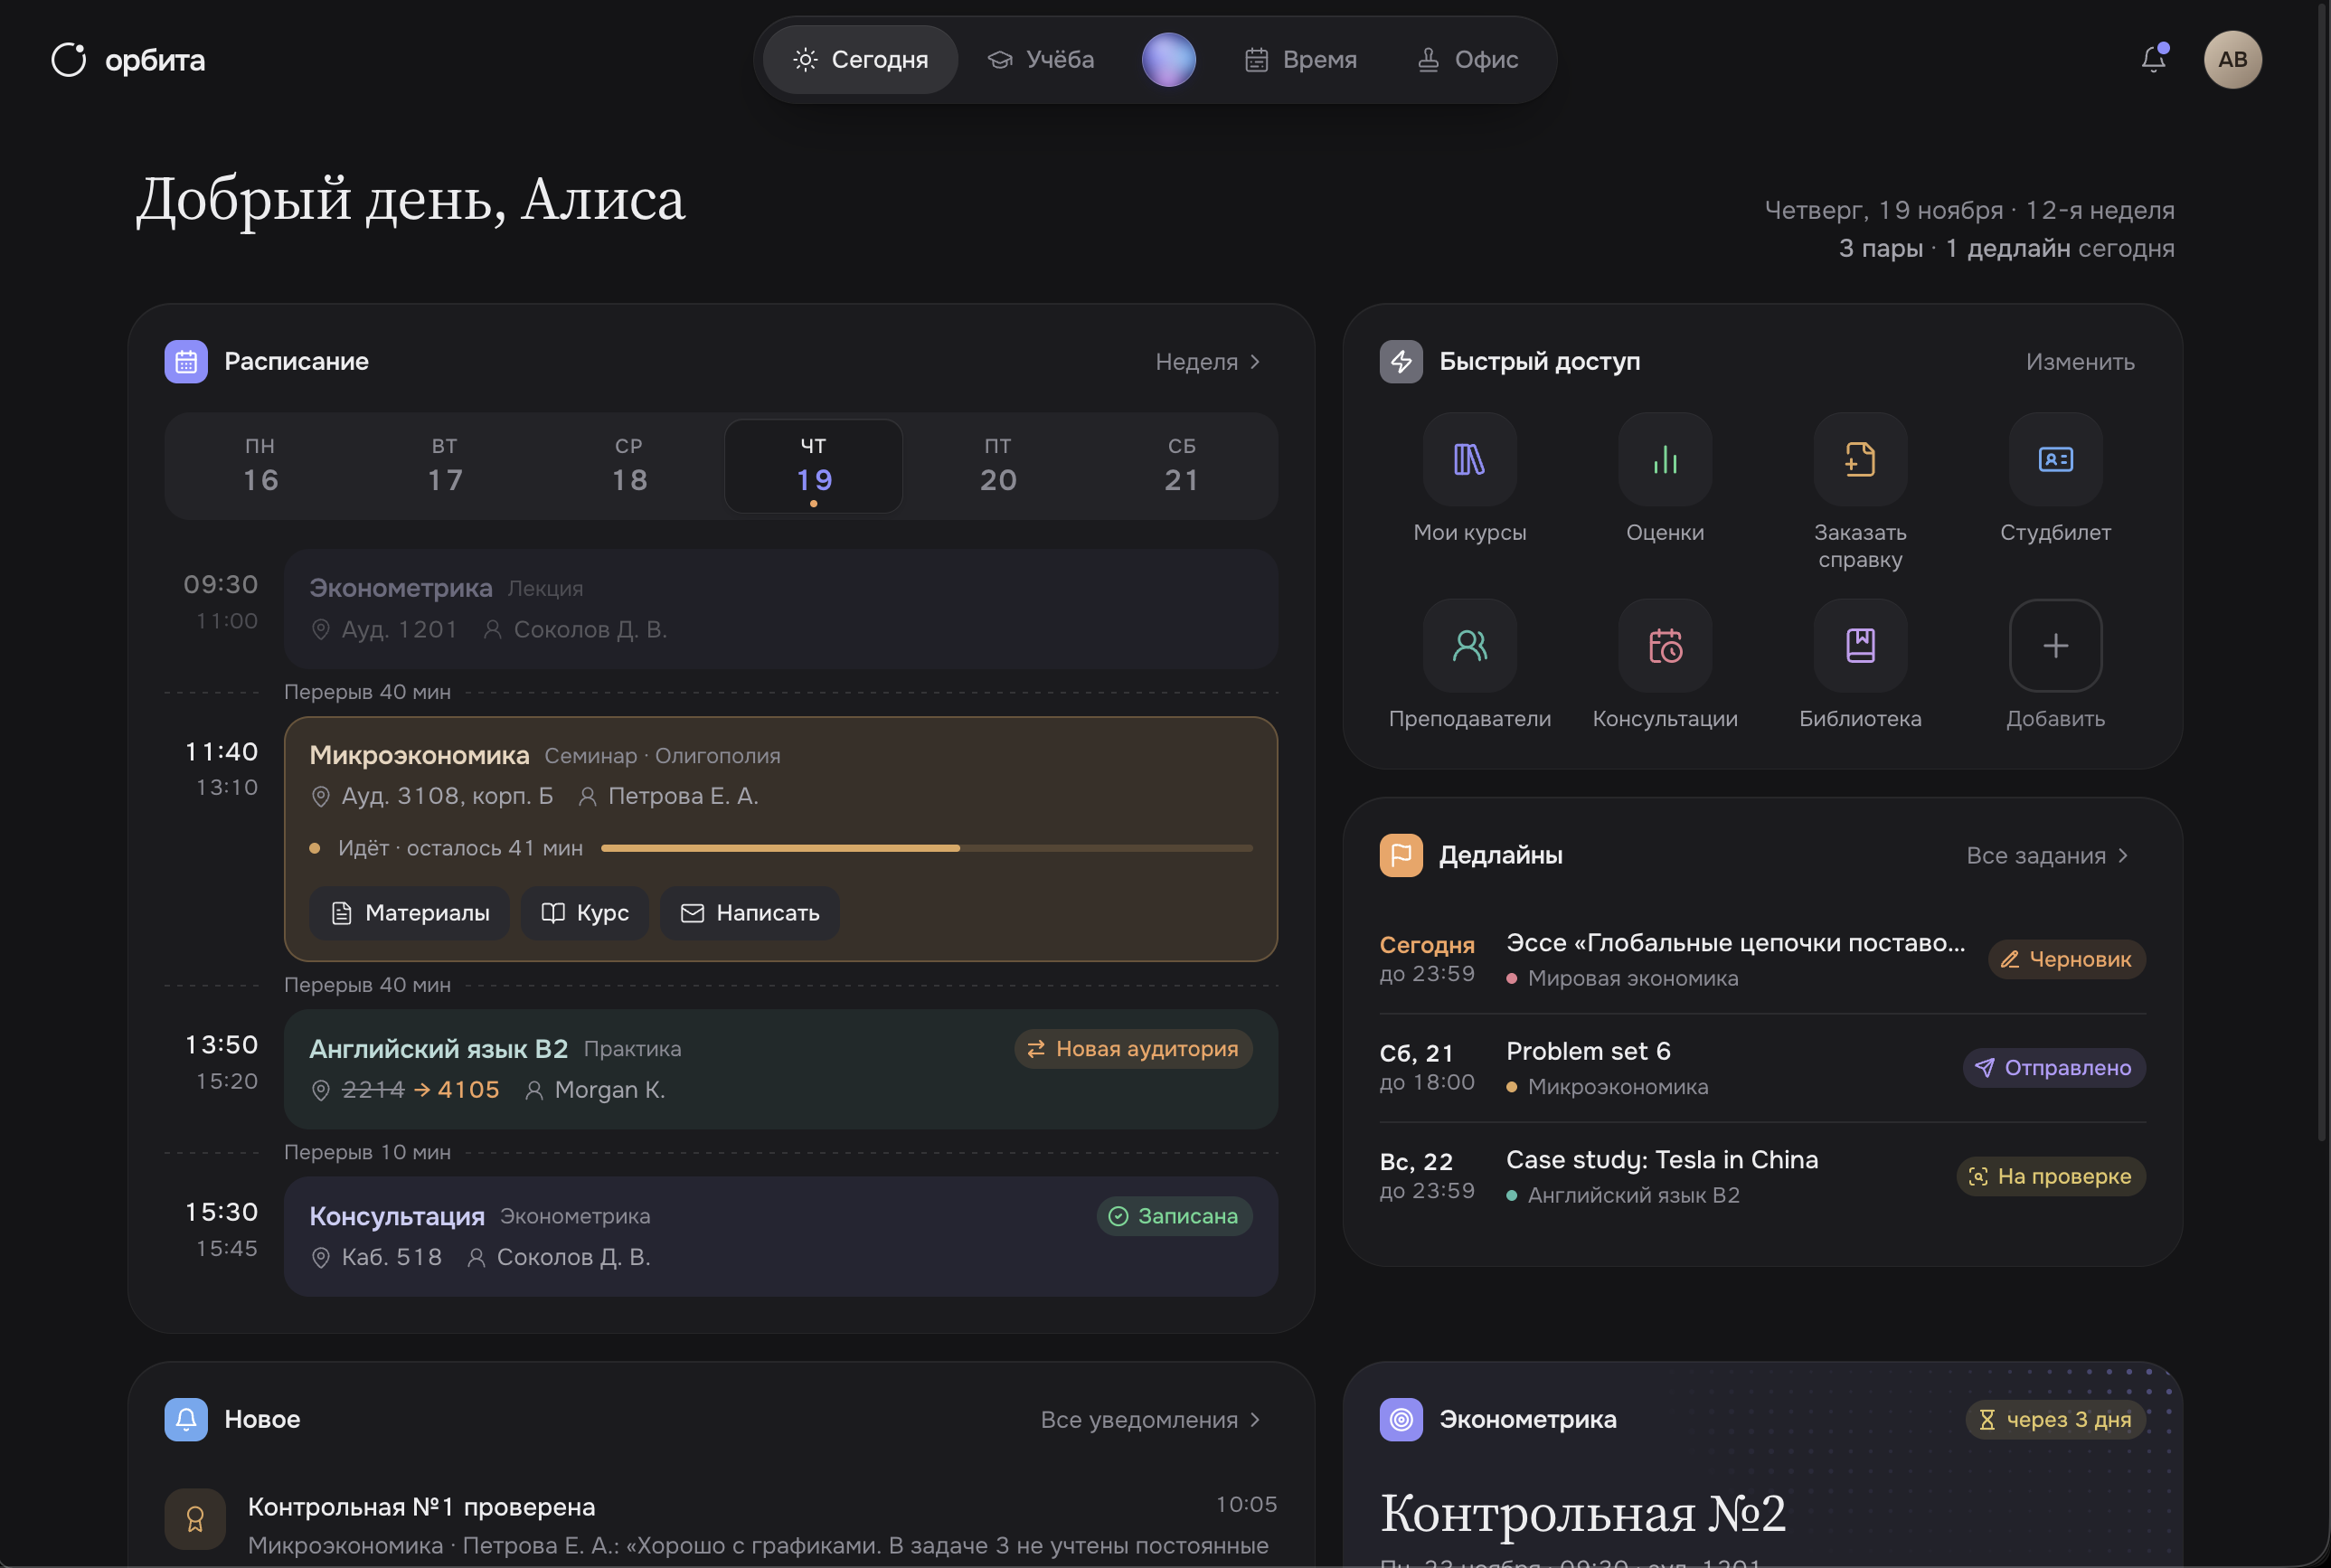 орбита
Сегодня
Учёба
Время
Офис
АВ
Добрый день, Алиса
Четверг, 19 ноября · 12-я неделя
3 пары · 1 дедлайн сегодня
Расписание
Неделя
ПН
16
ВТ
17
СР
18
ЧТ
19
ПТ
20
СБ
21
09:30
11:00
Эконометрика Лекция
Ауд. 1201 Соколов Д. В.
Перерыв 40 мин
11:40
13:10
Микроэкономика Семинар · Олигополия
Ауд. 3108, корп. Б Петрова Е. А.
Идёт · осталось 41 мин
Материалы
Курс
Написать
Перерыв 40 мин
13:50
15:20
Английский язык B2 Практика
Новая аудитория
2214 → 4105 Morgan K.
Перерыв 10 мин
15:30
15:45
Консультация Эконометрика
Записана
Каб. 518 Соколов Д. В.
Быстрый доступ
Изменить
Мои курсы
Оценки
Заказать
справку
Студбилет
Преподаватели
Консультации
Библиотека
Добавить
Дедлайны
Все задания
Сегодня
до 23:59
Эссе «Глобальные цепочки поставо...
Мировая экономика
Черновик
Сб, 21
до 18:00
Problem set 6
Микроэкономика
Отправлено
Вс, 22
до 23:59
Case study: Tesla in China
Английский язык B2
На проверке
Новое
Все уведомления
Контрольная №1 проверена
10:05
Микроэкономика · Петрова Е. А.: «Хорошо с графиками. В задаче 3 не учтены постоянные
Эконометрика
через 3 дня
Контрольная №2
Пн, 23 ноября · 09:30 · ауд. 1201